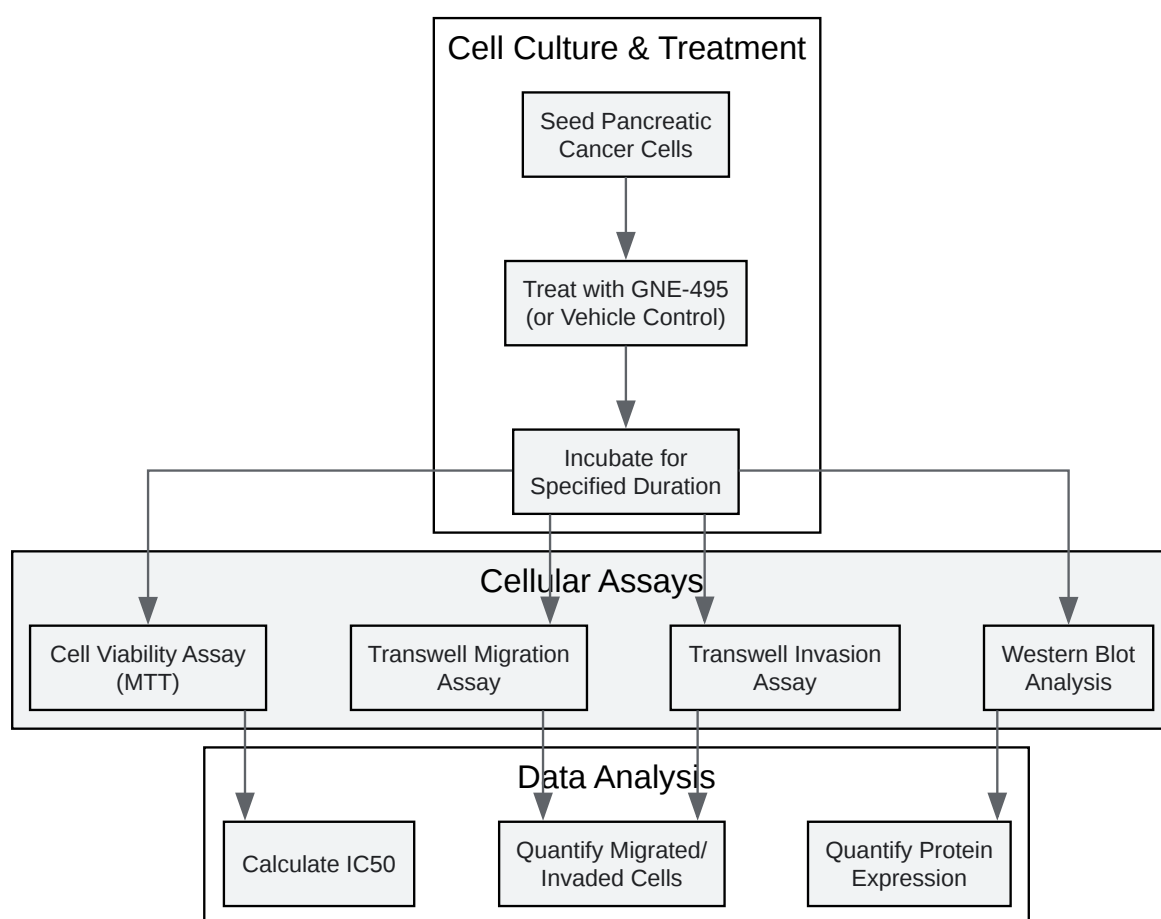 Cell Culture & Treatment
Seed Pancreatic
Cancer Cells
Treat with GNE-495
(or Vehicle Control)
Incubate for
Specified Duration
Cellular Assays
Cell Viability Assay
(MTT)
Transwell Migration
Assay
Transwell Invasion
Assay
Western Blot
Analysis
Data Analysis
Calculate IC50
Quantify Migrated/
Invaded Cells
Quantify Protein
Expression